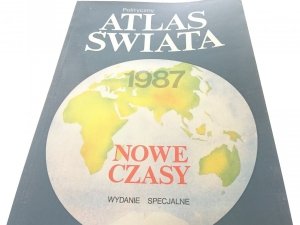 Polityczny
ATLAS
ŚWIATA
1987
NOWE
CZASY
WYDANIE SPECJALNE